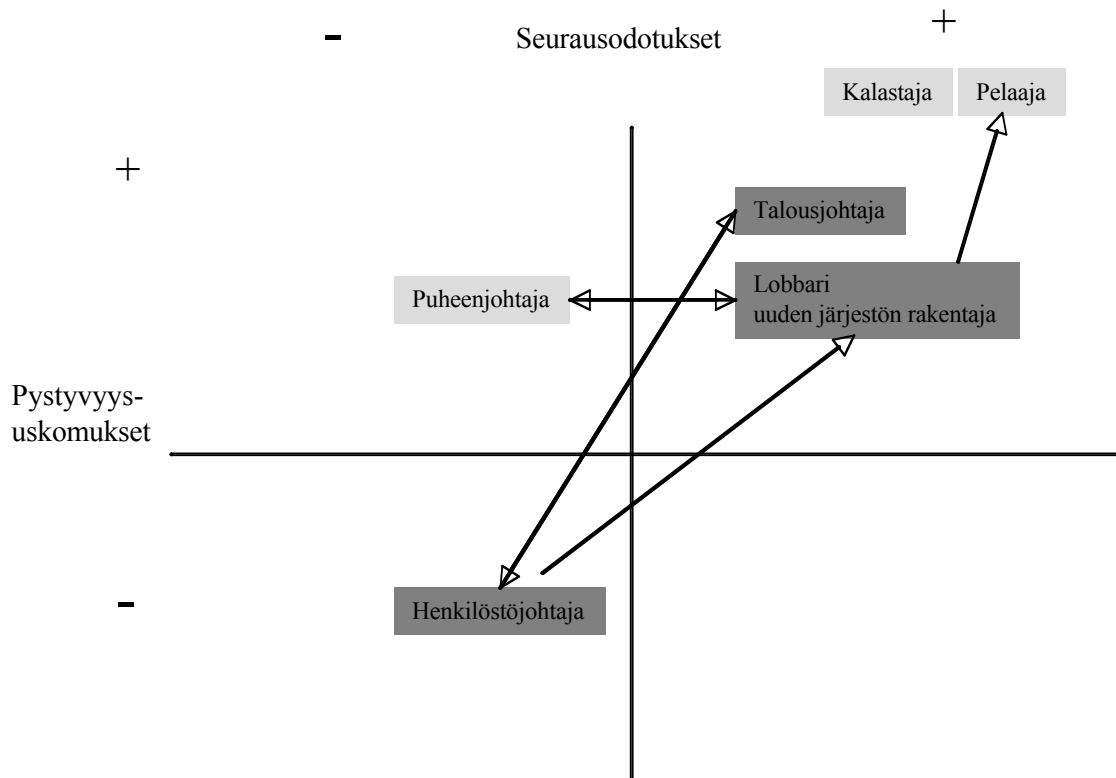 - Seurausodotukset +
Kalastaja Pelaaja
+
Talousjohtaja
Puheenjohtaja
Lobbari
uuden järjestön rakentaja
Pystyvyys-
uskomukset
-
Henkilöstöjohtaja